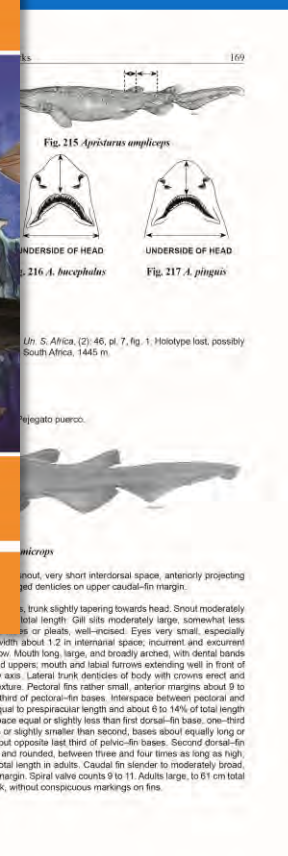 ks 169
Fig. 215 Apristurus ampliceps
UNDERSIDE OF HEAD UNDERSIDE OF HEAD
. 216 A. bucephalus Fig. 217 A. pinguis
Un. S. Africa, (2): 46, pl. 7, fig. 1. Holotype lost, possibly
South Africa, 1445 m.
Pejegato puerco.
microps
snout, very short interdorsal space, anteriorly projecting
ged denticles on upper caudal–fin margin.
s, trunk slightly tapering towards head. Snout moderately
total length. Gill slits moderately large, somewhat less
es or pleats, well–incised. Eyes very small, especially
width about 1.2 in internarial space; incurrent and excurrent
ow. Mouth long, large, and broadly arched, with dental bands
d uppers; mouth and labial furrows extending well in front of
y axis. Lateral trunk denticles of body with crowns erect and
exture. Pectoral fins rather small, anterior margins about 9 to
third of pectoral–fin bases. Interspace between pectoral and
qual to prespiracular length and about 6 to 14% of total length
pace equal or slightly less than first dorsal–fin base, one–third
s or slightly smaller than second, bases about equally long or
out opposite last third of pelvic–fin bases. Second dorsal–fin
and rounded, between three and four times as long as high,
otal length in adults. Caudal fin slender to moderately broad,
margin. Spiral valve counts 9 to 11. Adults large, to 61 cm total
k, without conspicuous markings on fins.